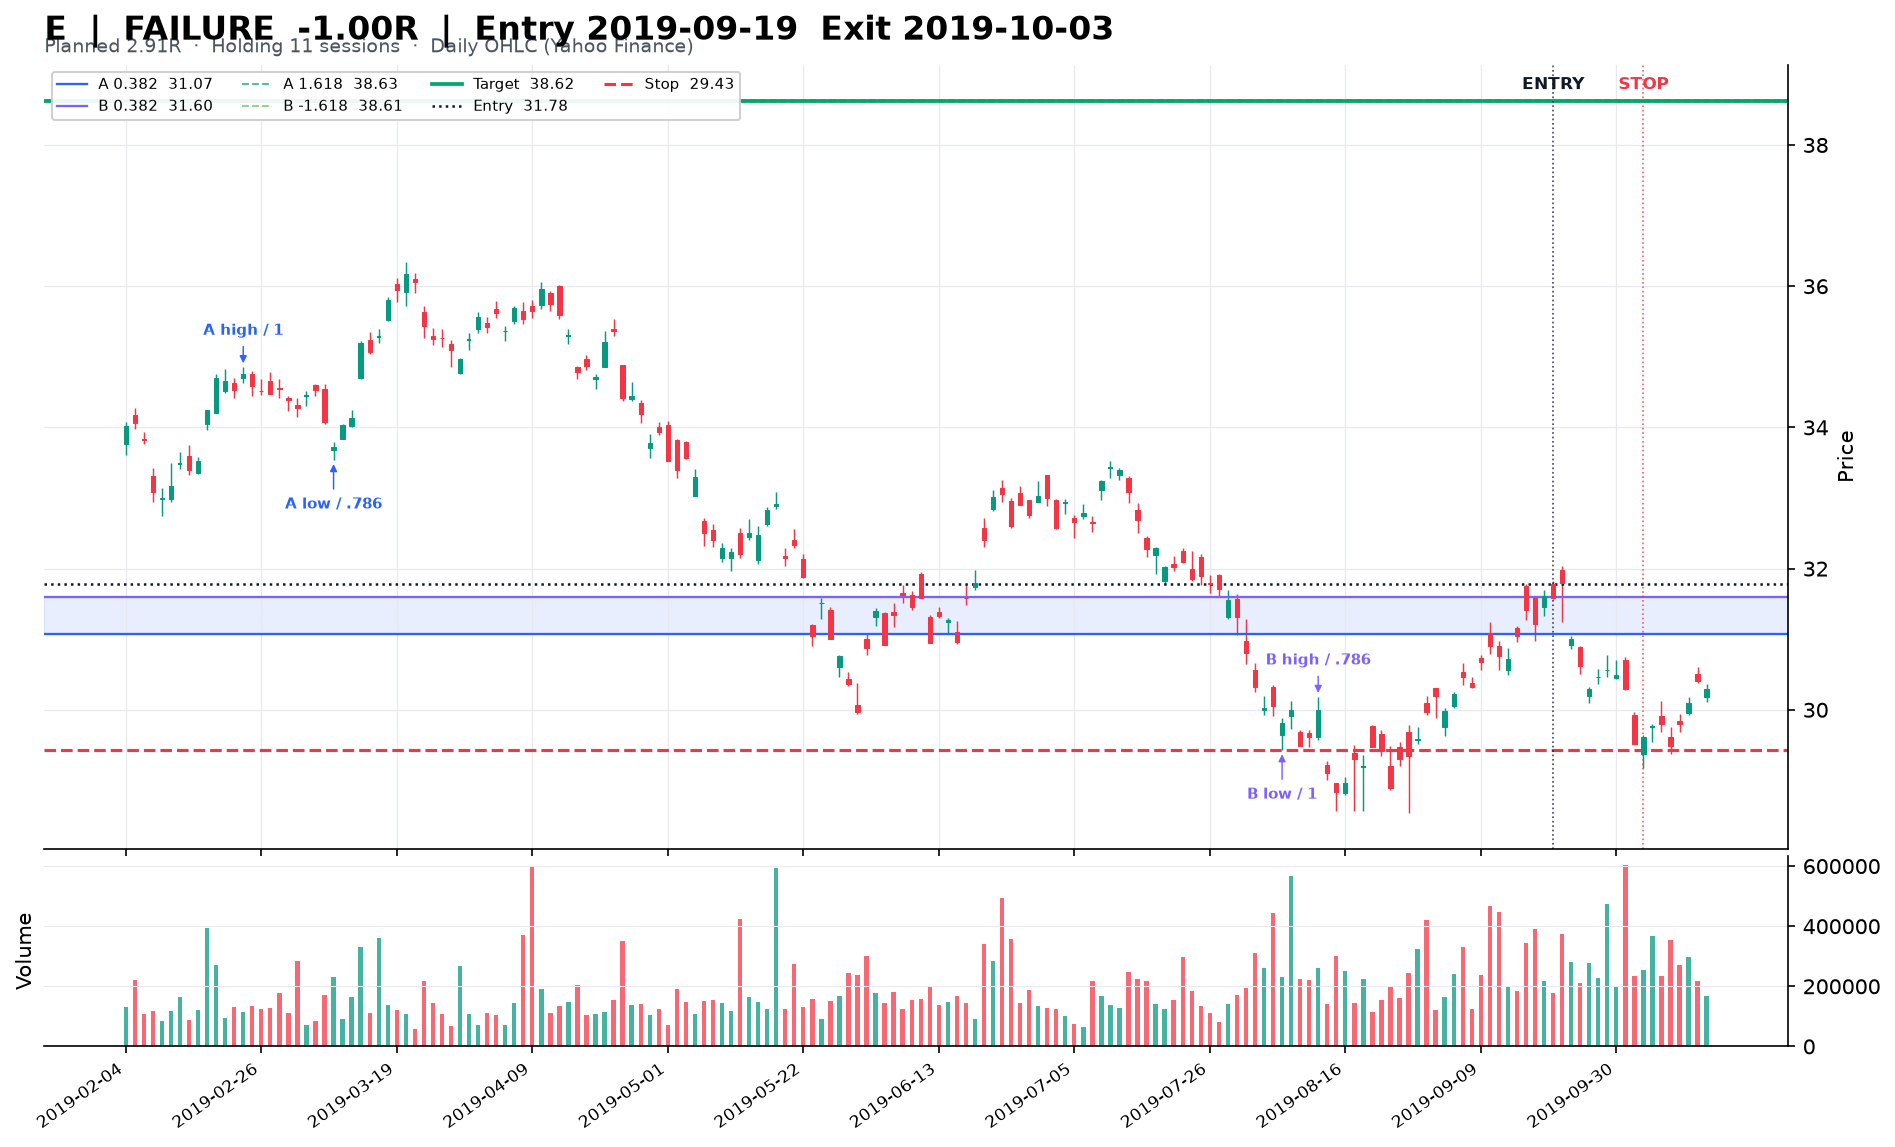 E | FAILURE -1.00R | Entry 2019-09-19 Exit 2019-10-03
Planned 2.91R · Holding 11 sessions · Daily OHLC (Yahoo Finance)
A 0.382 31.07
A 1.618 38.63
Target 38.62
Stop 29.43
B 0.382 31.60
B -1.618 38.61
Entry 31.78
ENTRY
STOP
A high / 1
A low / .786
B high / .786
B low / 1
38
36
34
32
30
Price
600000
400000
200000
0
Volume
2019-02-04
2019-02-26
2019-03-19
2019-04-09
2019-05-01
2019-05-22
2019-06-13
2019-07-05
2019-07-26
2019-08-16
2019-09-09
2019-09-30